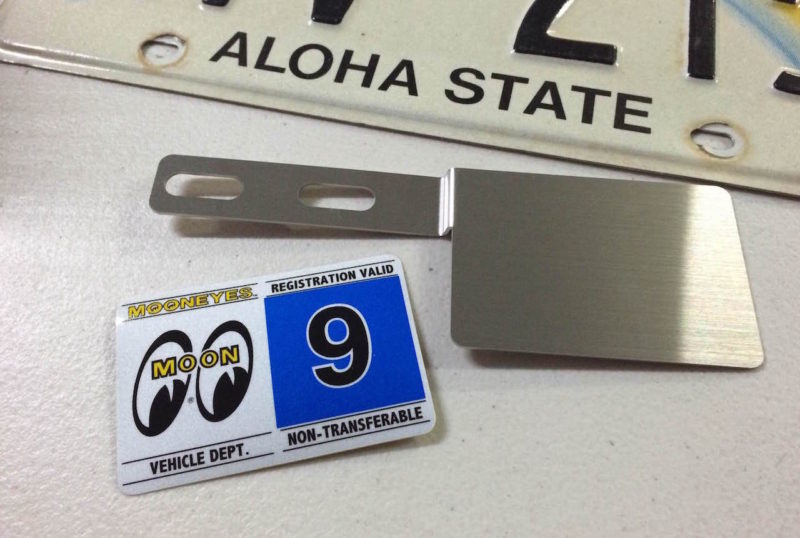 ALOHA STATE
MOONEYES
MOON
®
VEHICLE DEPT.
REGISTRATION VALID
9
NON-TRANSFERABLE